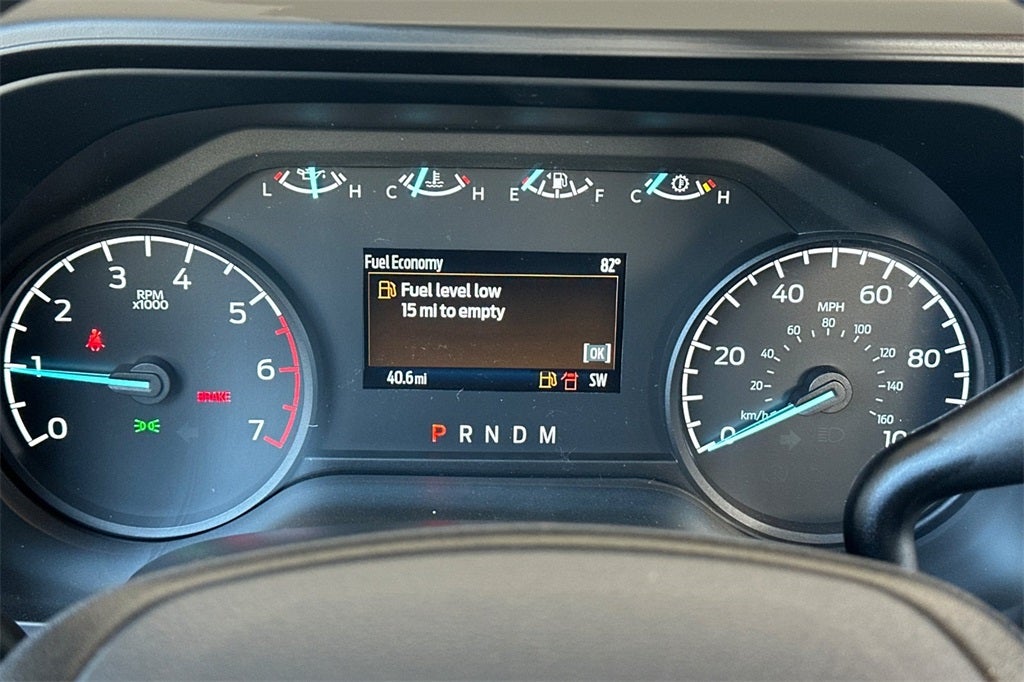 L H C H E F C H
Fuel Economy 82°
Fuel level low
15 mi to empty
[OK]
40.6 mi SW
P R N D M
0 1 2 3 4 5 6 7
RPM
x1000
BRAKE
0 20 40 60 80
MPH
20 40 60 80 100 120 140 160
km/h